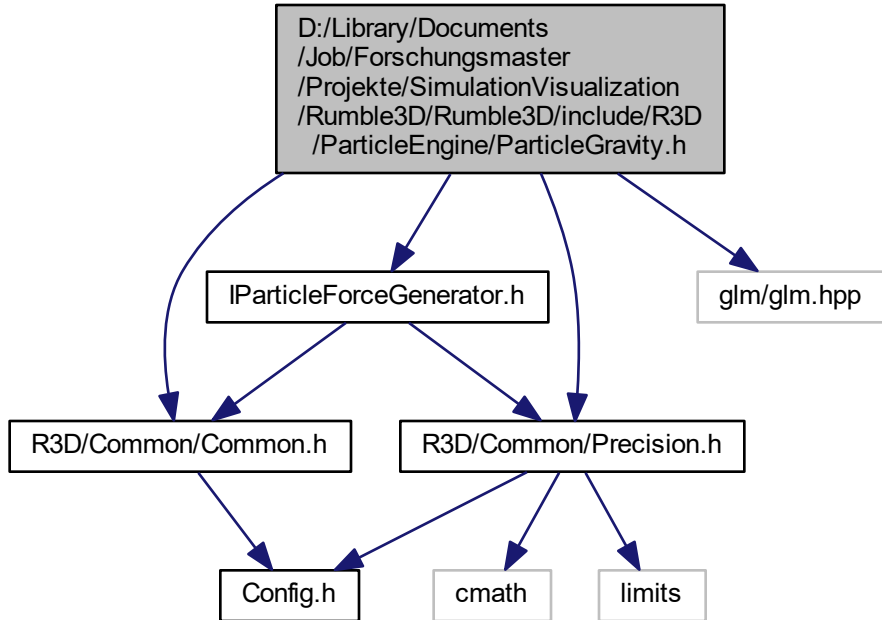 D:/Library/Documents
/Job/Forschungsmaster
/Projekte/SimulationVisualization
/Rumble3D/Rumble3D/include/R3D
/ParticleEngine/ParticleGravity.h
IParticleForceGenerator.h
glm/glm.hpp
R3D/Common/Common.h
R3D/Common/Precision.h
Config.h
cmath
limits